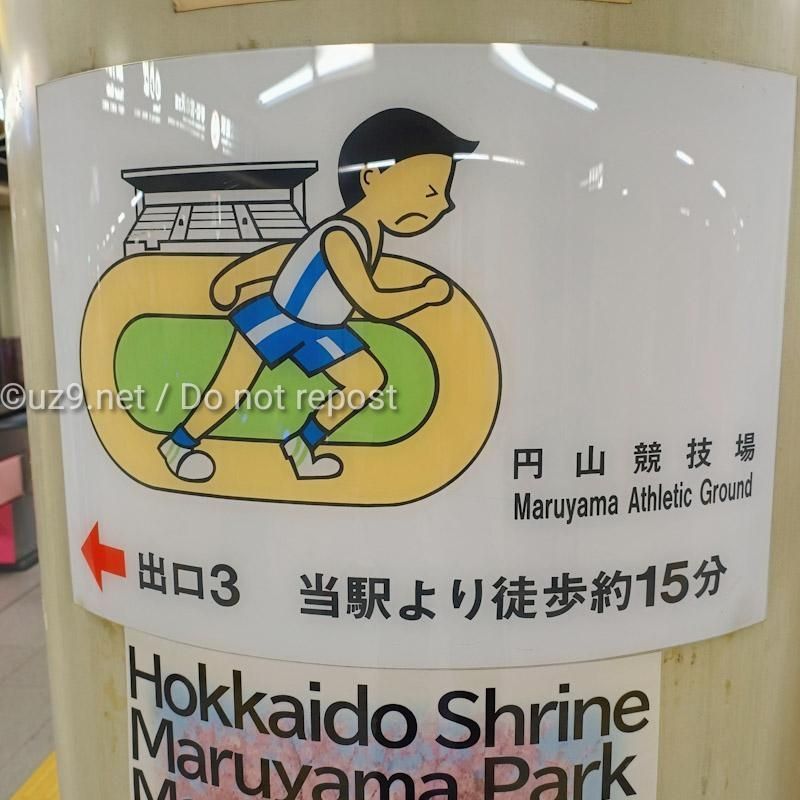 ©uz9.net / Do not repost
円山競技場
Maruyama Athletic Ground
出口3 当駅より徒歩約15分
Hokkaido Shrine
Maruyama Park